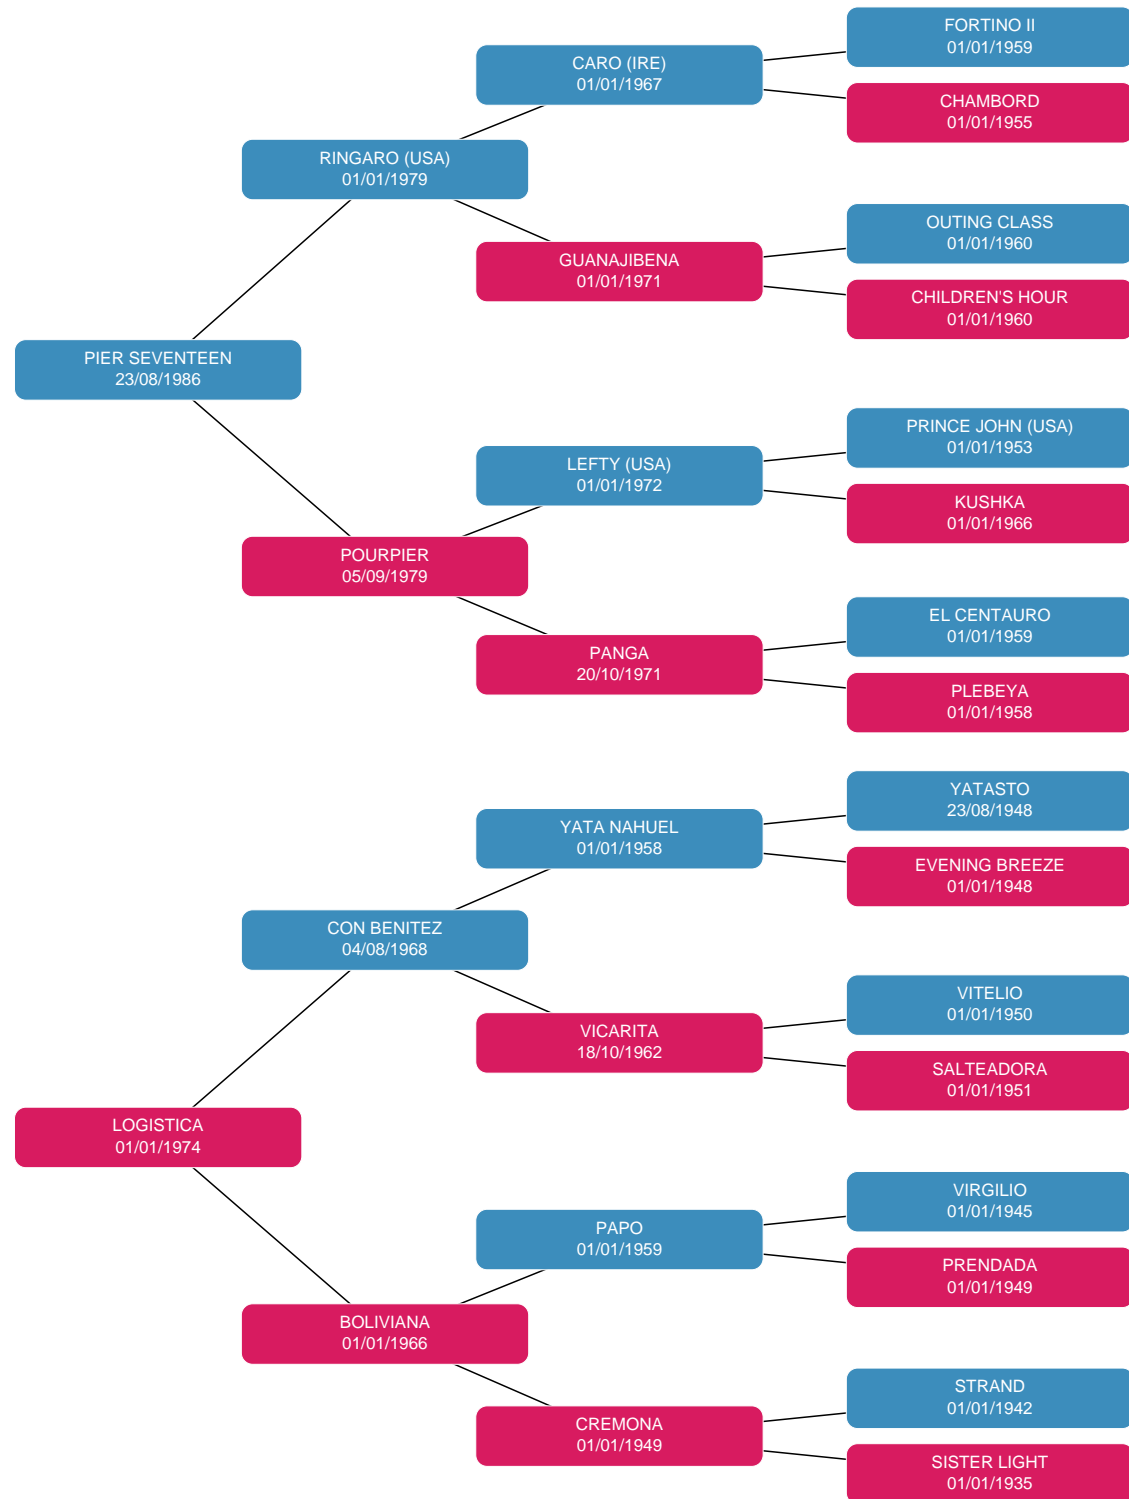 FORTINO II
01/01/1959
CARO (IRE)
01/01/1967
CHAMBORD
01/01/1955
RINGARO (USA)
01/01/1979
OUTING CLASS
01/01/1960
GUANAJIBENA
01/01/1971
CHILDREN'S HOUR
01/01/1960
PIER SEVENTEEN
23/08/1986
PRINCE JOHN (USA)
01/01/1953
LEFTY (USA)
01/01/1972
KUSHKA
01/01/1966
POURPIER
05/09/1979
EL CENTAURO
01/01/1959
PANGA
20/10/1971
PLEBEYA
01/01/1958
YATASTO
23/08/1948
YATA NAHUEL
01/01/1958
EVENING BREEZE
01/01/1948
CON BENITEZ
04/08/1968
VITELIO
01/01/1950
VICARITA
18/10/1962
SALTEADORA
01/01/1951
LOGISTICA
01/01/1974
VIRGILIO
01/01/1945
PAPO
01/01/1959
PRENDADA
01/01/1949
BOLIVIANA
01/01/1966
STRAND
01/01/1942
CREMONA
01/01/1949
SISTER LIGHT
01/01/1935